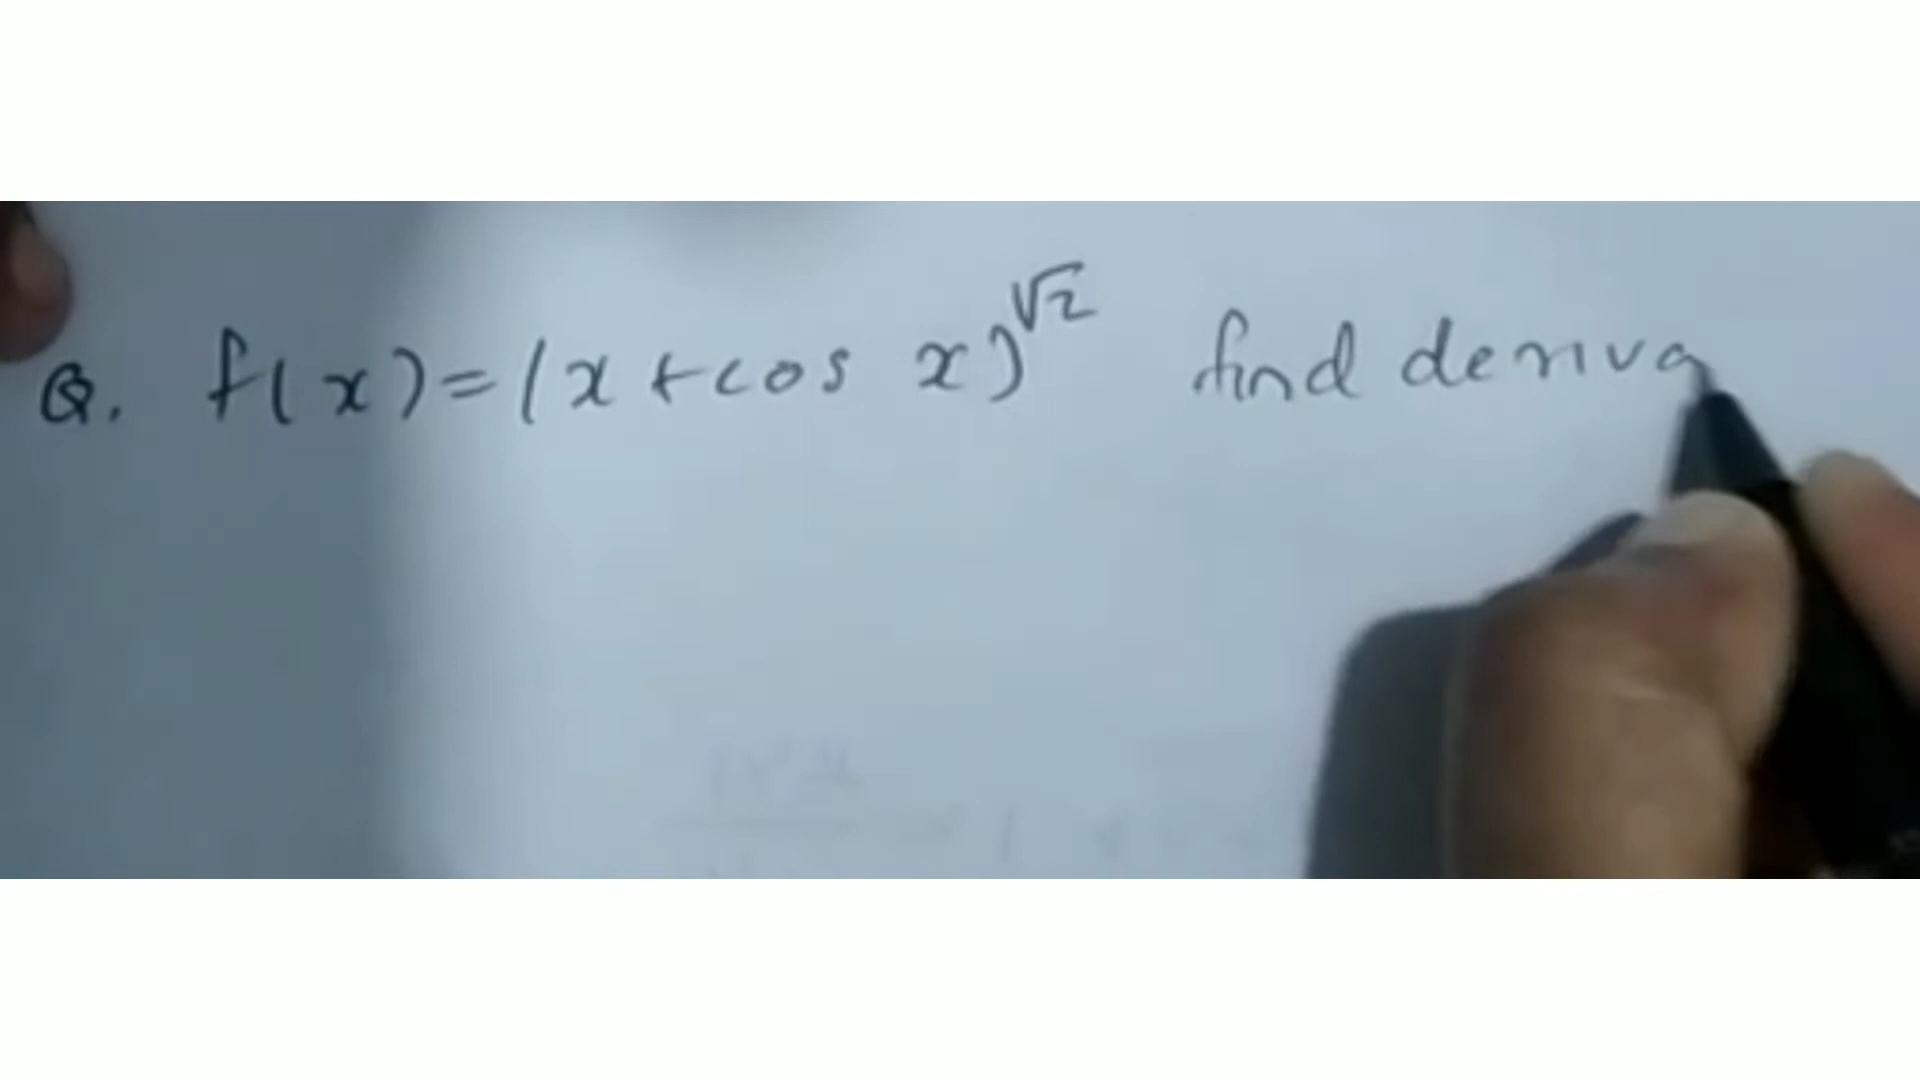 Q. f(x)=(x+cos x)^√2 find deriva